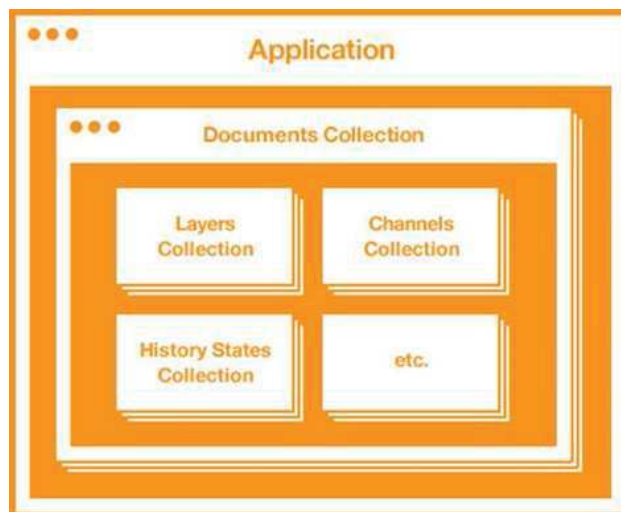 Application
Documents Collection
Layers
Collection
Channels
Collection
History States
Collection
etc.